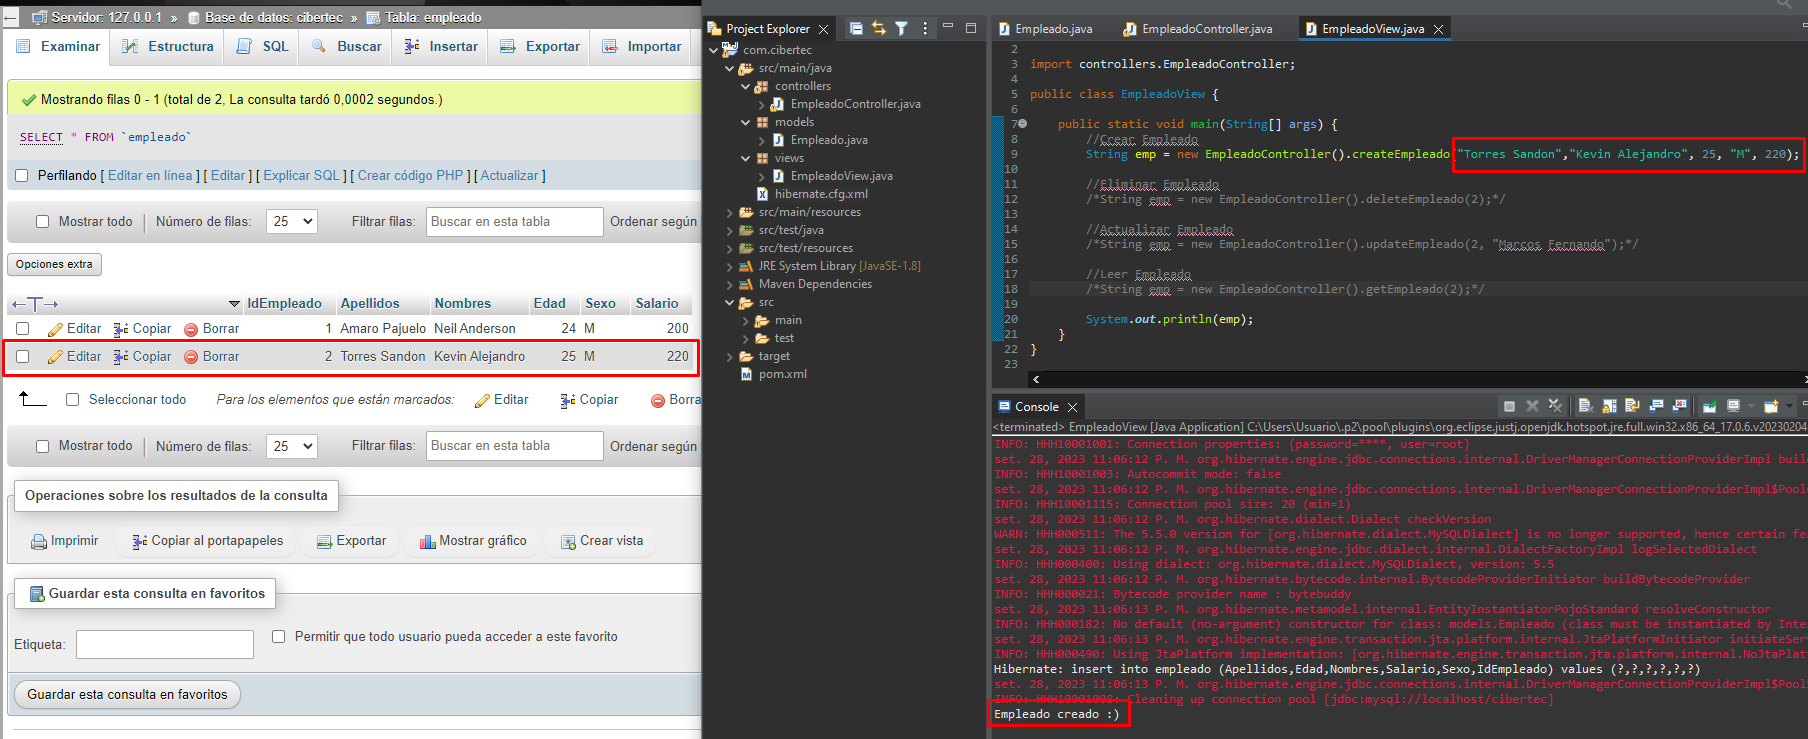 Servidor: 127.0.0.1 » Base de datos: cibertec » Tabla: empleado
Examinar Estructura SQL Buscar Insertar Exportar Importar
Mostrando filas 0 - 1 (total de 2, La consulta tardó 0,0002 segundos.)
SELECT * FROM `empleado`
Perfilando [ Editar en línea ] [ Editar ] [ Explicar SQL ] [ Crear código PHP ] [ Actualizar ]
Mostrar todo Número de filas: 25 Filtrar filas: Buscar en esta tabla Ordenar según
Opciones extra
IdEmpleado Apellidos Nombres Edad Sexo Salario
Editar Copiar Borrar 1 Amaro Pajuelo Neil Anderson 24 M 200
Editar Copiar Borrar 2 Torres Sandon Kevin Alejandro 25 M 220
Seleccionar todo Para los elementos que están marcados: Editar Copiar Borra
Mostrar todo Número de filas: 25 Filtrar filas: Buscar en esta tabla Ordenar según
Operaciones sobre los resultados de la consulta
Imprimir Copiar al portapapeles Exportar Mostrar gráfico Crear vista
Guardar esta consulta en favoritos
Etiqueta: Permitir que todo usuario pueda acceder a este favorito
Guardar esta consulta en favoritos
Project Explorer
com.cibertec
src/main/java
controllers
EmpleadoController.java
models
Empleado.java
views
EmpleadoView.java
hibernate.cfg.xml
src/main/resources
src/test/java
src/test/resources
JRE System Library [JavaSE-1.8]
Maven Dependencies
src
main
test
target
pom.xml
Empleado.java EmpleadoController.java EmpleadoView.java
2
3 import controllers.EmpleadoController;
4
5 public class EmpleadoView {
6
7 public static void main(String[] args) {
8 //Crear Empleado
9 String emp = new EmpleadoController().createEmpleado("Torres Sandon","Kevin Alejandro", 25, "M", 220);
10
11 //Eliminar Empleado
12 /*String emp = new EmpleadoController().deleteEmpleado(2);*/
13
14 //Actualizar Empleado
15 /*String emp = new EmpleadoController().updateEmpleado(2, "Marcos Fernando");*/
16
17 //Leer Empleado
18 /*String emp = new EmpleadoController().getEmpleado(2);*/
19
20 System.out.println(emp);
21 }
22 }
23
Console
<terminated> EmpleadoView [Java Application] C:\Users\Usuario\.p2\pool\plugins\org.eclipse.justj.openjdk.hotspot.jre.full.win32.x86_64_17.0.6.v20230204
INFO: HHH10001001: Connection properties: {password=****, user=root}
set. 28, 2023 11:06:12 P. M. org.hibernate.engine.jdbc.connections.internal.DriverManagerConnectionProviderImpl buil
INFO: HHH10001003: Autocommit mode: false
set. 28, 2023 11:06:12 P. M. org.hibernate.engine.jdbc.connections.internal.DriverManagerConnectionProviderImpl$Pool
INFO: HHH10001115: Connection pool size: 20 (min=1)
set. 28, 2023 11:06:12 P. M. org.hibernate.dialect.Dialect checkVersion
WARN: HHH000511: The 5.5.0 version for [org.hibernate.dialect.MySQLDialect] is no longer supported, hence certain fea
set. 28, 2023 11:06:12 P. M. org.hibernate.engine.jdbc.dialect.internal.DialectFactoryImpl logSelectedDialect
INFO: HHH000400: Using dialect: org.hibernate.dialect.MySQLDialect, version: 5.5
set. 28, 2023 11:06:12 P. M. org.hibernate.bytecode.internal.BytecodeProviderInitiator buildBytecodeProvider
INFO: HHH000021: Bytecode provider name : bytebuddy
set. 28, 2023 11:06:13 P. M. org.hibernate.metamodel.internal.EntityInstantiatorPojoStandard resolveConstructor
INFO: HHH000182: No default (no-argument) constructor for class: models.Empleado (class must be instantiated by Inte
set. 28, 2023 11:06:13 P. M. org.hibernate.engine.transaction.jta.platform.internal.JtaPlatformInitiator initiateSer
INFO: HHH000490: Using JtaPlatform implementation: [org.hibernate.engine.transaction.jta.platform.internal.NoJtaPlat
Hibernate: insert into empleado (Apellidos,Edad,Nombres,Salario,Sexo,IdEmpleado) values (?,?,?,?,?,?)
set. 28, 2023 11:06:13 P. M. org.hibernate.engine.jdbc.connections.internal.DriverManagerConnectionProviderImpl$Pool
INFO: HHH10001008: Cleaning up connection pool [jdbc:mysql://localhost/cibertec]
Empleado creado :)